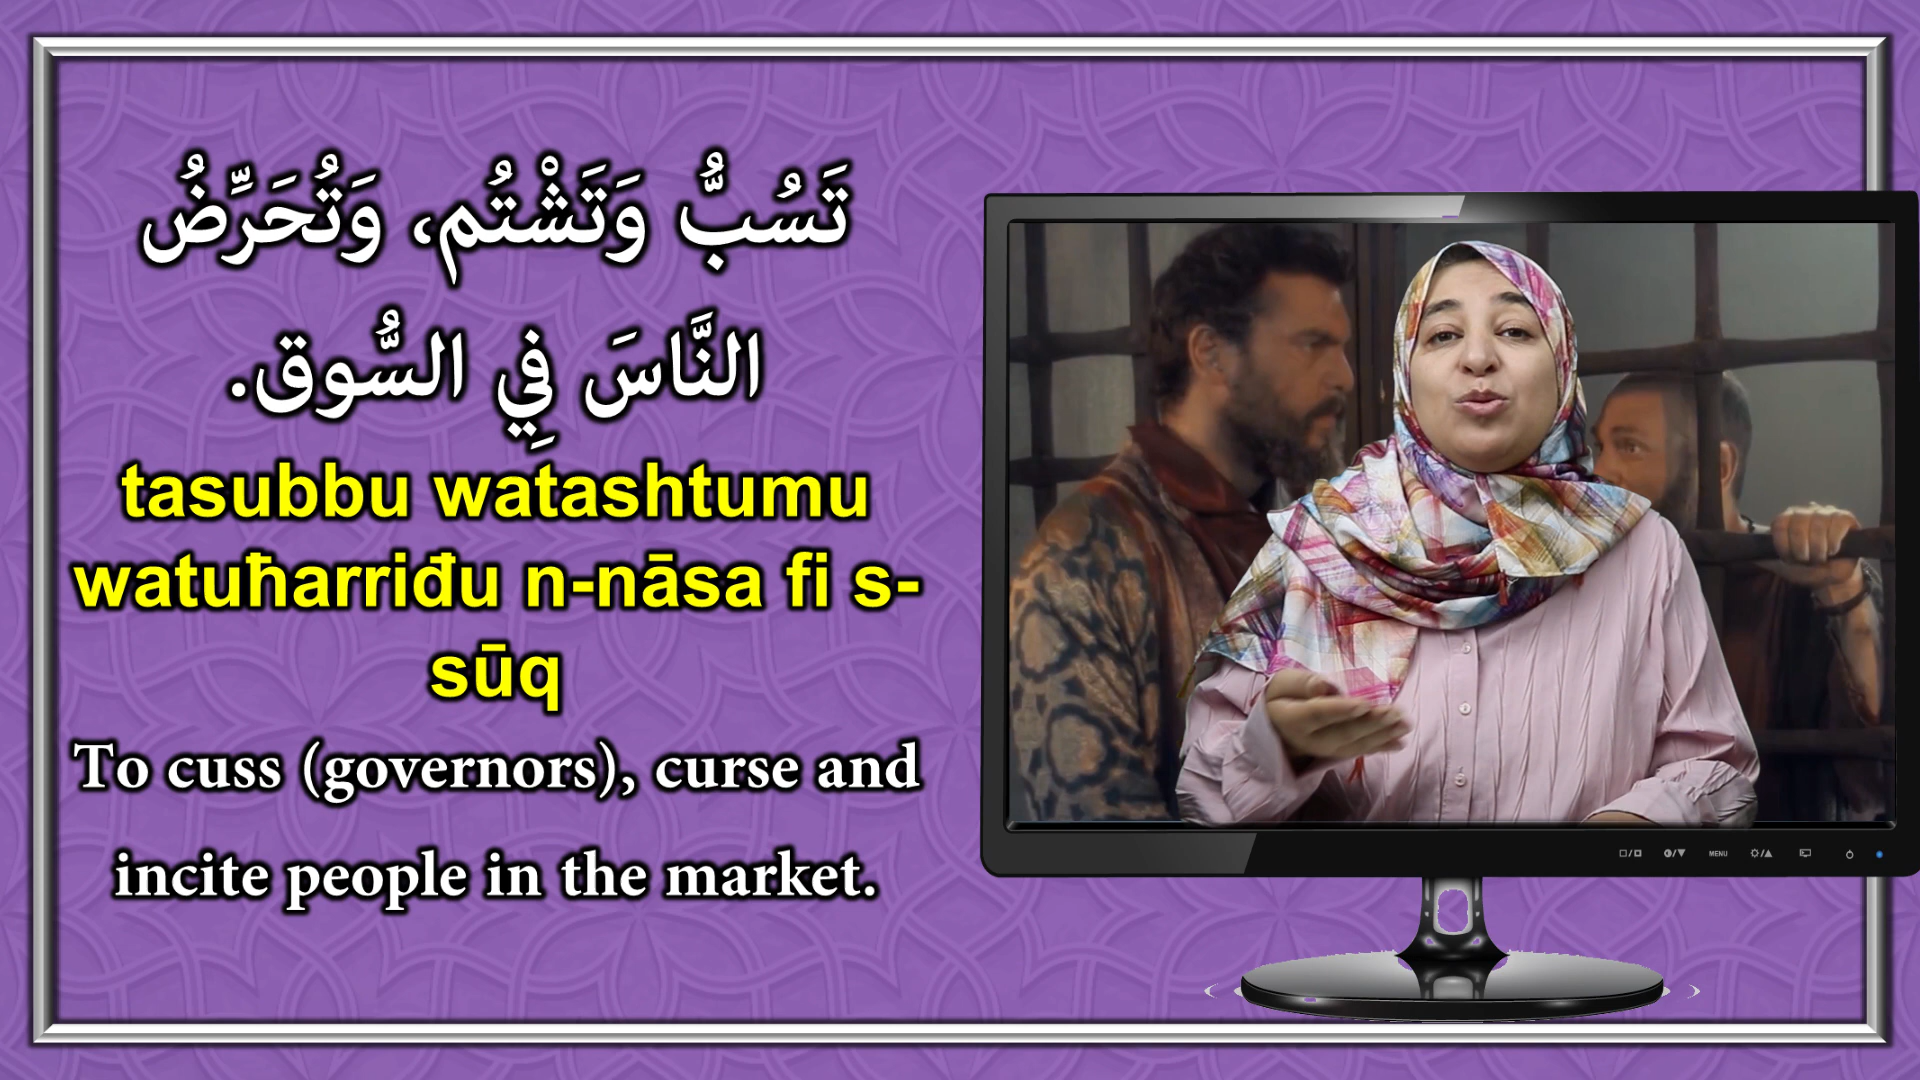 تَسُبُّ وَتَشْتُم، وَتُحَرِّضُ
النَّاسَ فِي السُّوق.
tasubbu watashtumu
watuħarriđu n-nāsa fi s-
sūq
To cuss (governors), curse and
incite people in the market.
MENU